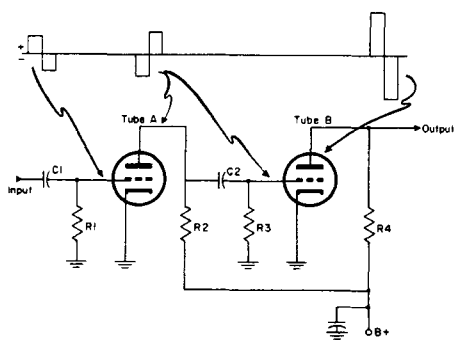 +
−
Tube A
Tube B
Output
C1
C2
Input
R1
R2
R3
R4
B+